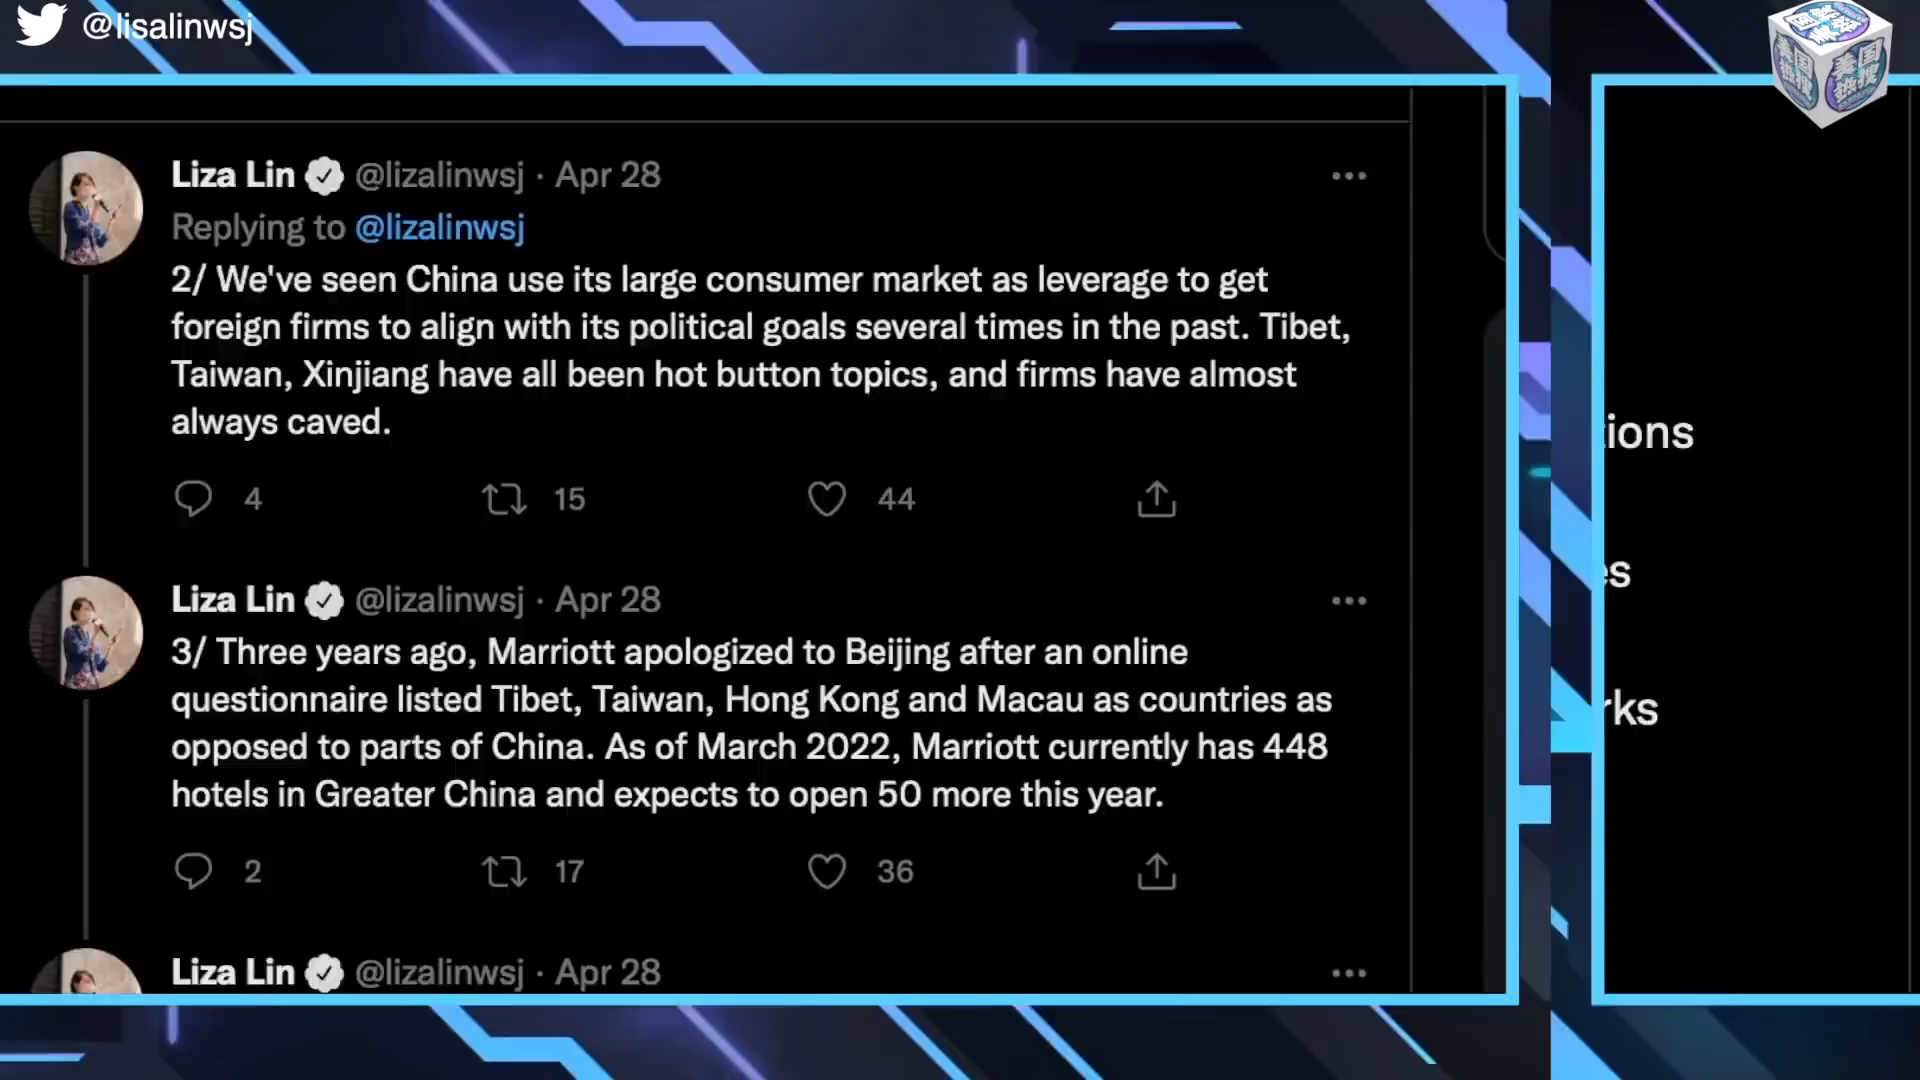 @lisalinwsj
美国
热搜
Liza Lin @lizalinwsj · Apr 28
Replying to @lizalinwsj
2/ We've seen China use its large consumer market as leverage to get
foreign firms to align with its political goals several times in the past. Tibet,
Taiwan, Xinjiang have all been hot button topics, and firms have almost
always caved.
4 15 44
Liza Lin @lizalinwsj · Apr 28
3/ Three years ago, Marriott apologized to Beijing after an online
questionnaire listed Tibet, Taiwan, Hong Kong and Macau as countries as
opposed to parts of China. As of March 2022, Marriott currently has 448
hotels in Greater China and expects to open 50 more this year.
2 17 36
Liza Lin @lizalinwsj · Apr 28
ions
es
rks